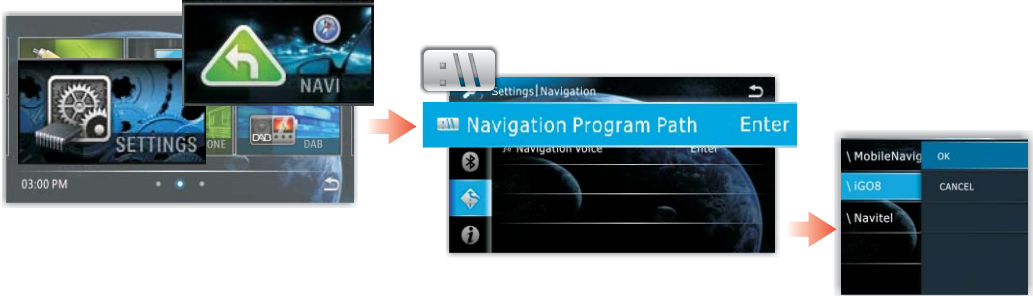 NAVI
SETTINGS
ONE
DAB
DAB
03:00 PM
Settings|Navigation
Navigation Program Path Enter
Navigation Voice Enter
\ MobileNavig
OK
\ iGO8
CANCEL
\ Navitel